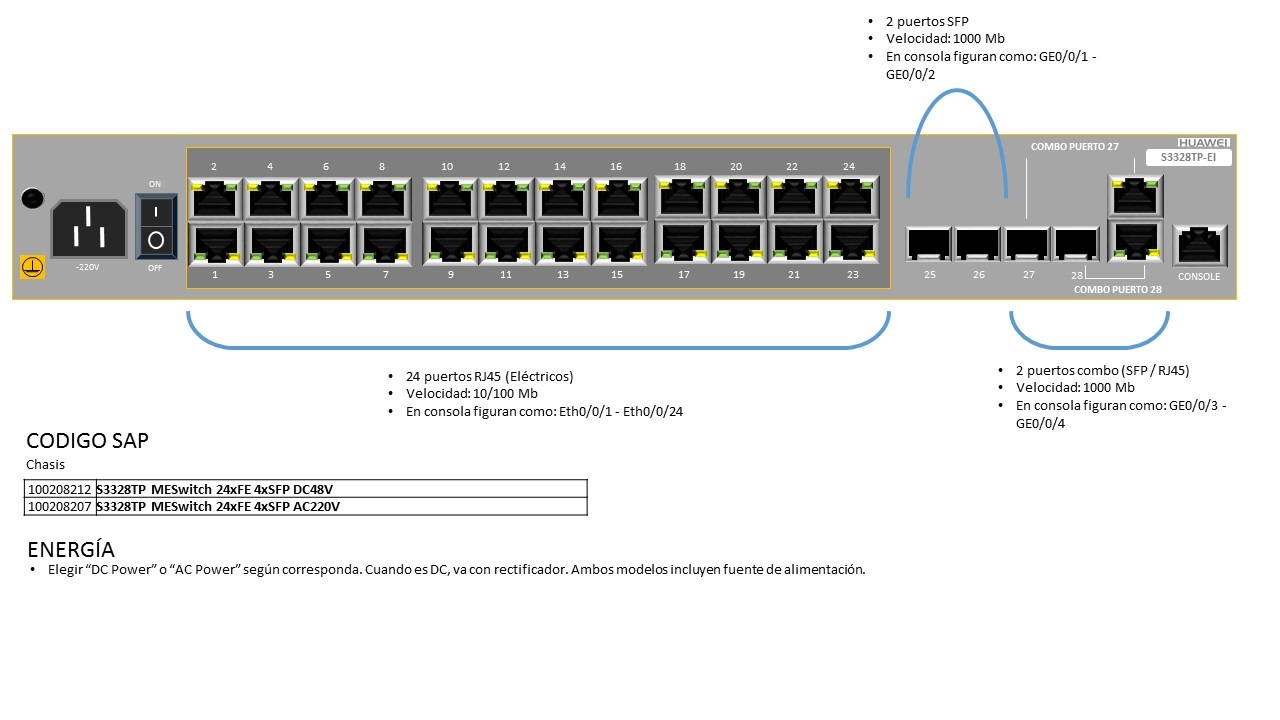 • 2 puertos SFP
• Velocidad: 1000 Mb
• En consola figuran como: GE0/0/1 -
GE0/0/2
HUAWEI
COMBO PUERTO 27
S3328TP-EI
2 4 6 8 10 12 14 16 18 20 22 24
ON
-220V
OFF
1 3 5 7 9 11 13 15 17 19 21 23
25 26 27 28
CONSOLE
COMBO PUERTO 28
• 24 puertos RJ45 (Eléctricos)
• Velocidad: 10/100 Mb
• En consola figuran como: Eth0/0/1 - Eth0/0/24
• 2 puertos combo (SFP / RJ45)
• Velocidad: 1000 Mb
• En consola figuran como: GE0/0/3 -
GE0/0/4
CODIGO SAP
Chasis
100208212 S3328TP MESwitch 24xFE 4xSFP DC48V
100208207 S3328TP MESwitch 24xFE 4xSFP AC220V
ENERGÍA
• Elegir “DC Power” o “AC Power” según corresponda. Cuando es DC, va con rectificador. Ambos modelos incluyen fuente de alimentación.